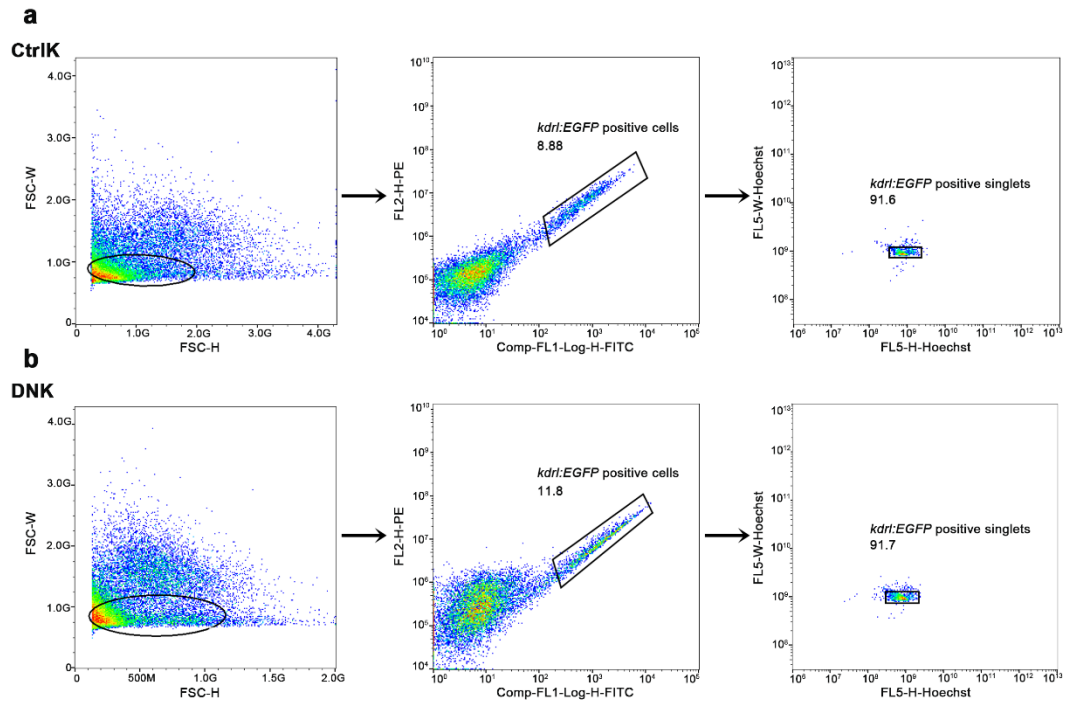 a
CtrlK
4.0G
3.0G
2.0G
1.0G
0
FSC-W
1.0G 2.0G 3.0G 4.0G
FSC-H
10^10
10^9
10^8
10^7
10^6
10^5
10^4
FL2-H-PE
kdrl:EGFP positive cells
8.88
10^0 10^1 10^2 10^3 10^4 10^5
Comp-FL1-Log-H-FITC
10^13
10^12
10^11
10^10
10^9
10^8
FL5-W-Hoechst
kdrl:EGFP positive singlets
91.6
10^6 10^7 10^8 10^9 10^10 10^11 10^12 10^13
FL5-H-Hoechst
b
DNK
4.0G
3.0G
2.0G
1.0G
0
FSC-W
500M 1.0G 1.5G 2.0G
FSC-H
10^10
10^9
10^8
10^7
10^6
10^5
10^4
FL2-H-PE
kdrl:EGFP positive cells
11.8
10^0 10^1 10^2 10^3 10^4 10^5
Comp-FL1-Log-H-FITC
10^13
10^12
10^11
10^10
10^9
10^8
FL5-W-Hoechst
kdrl:EGFP positive singlets
91.7
10^6 10^7 10^8 10^9 10^10 10^11 10^12 10^13
FL5-H-Hoechst